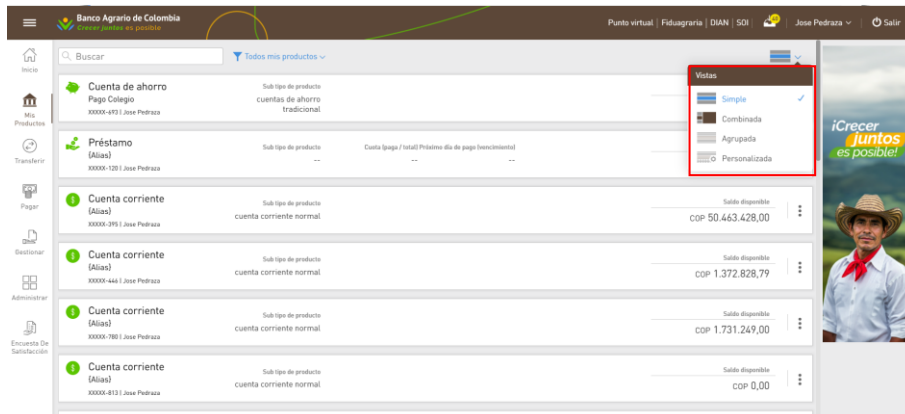 Banco Agrario de Colombia
Crecer juntos es posible
Punto virtual | Fiduagraria | DIAN | SOI |
Jose Pedraza
Salir
Inicio
Mis
Productos
Transferir
Pagar
Gestionar
Administrar
Encuesta De
Satisfacción
Buscar
Todos mis productos
Vistas
Simple
Combinada
Agrupada
Personalizada
Cuenta de ahorro
Pago Colegio
XXXXX-693 | Jose Pedraza
Sub tipo de producto
cuentas de ahorro
tradicional
Préstamo
{Alias}
XXXXX-120 | Jose Pedraza
Sub tipo de producto
--
Cuota (pago / total) Próximo día de pago (vencimiento)
-- --
Cuenta corriente
{Alias}
XXXXX-395 | Jose Pedraza
Sub tipo de producto
cuenta corriente normal
Saldo disponible
COP 50.463.428,00
Cuenta corriente
{Alias}
XXXXX-446 | Jose Pedraza
Sub tipo de producto
cuenta corriente normal
Saldo disponible
COP 1.372.828,79
Cuenta corriente
{Alias}
XXXXX-780 | Jose Pedraza
Sub tipo de producto
cuenta corriente normal
Saldo disponible
COP 1.731.249,00
Cuenta corriente
{Alias}
XXXXX-813 | Jose Pedraza
Sub tipo de producto
cuenta corriente normal
Saldo disponible
COP 0,00
¡Crecer
juntos
es posible!